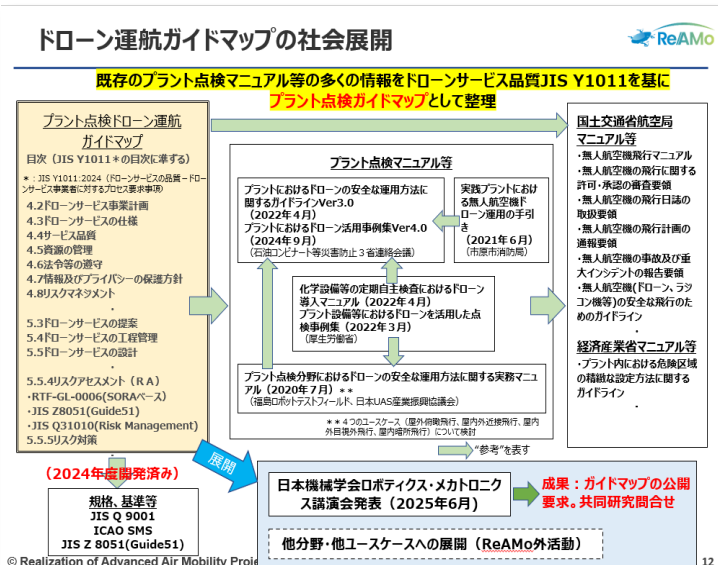 ドローン運航ガイドマップの社会展開
ReAMo
既存のプラント点検マニュアル等の多くの情報をドローンサービス品質JIS Y1011を基に
プラント点検ガイドマップとして整理
プラント点検ドローン運航
ガイドマップ
目次（JIS Y1011＊の目次に準ずる）
＊：JIS Y1011:2024（ドローンサービスの品質－ドロ－
ンサービス事業者に対するプロセス要求事項）
4.2ドローンサービス事業計画
4.3ドローンサービスの仕様
4.4サービス品質
4.5資源の管理
4.6法令等の遵守
4.7情報及びプライバシーの保護方針
4.8リスクマネジメント
・
5.3ドローンサービスの提案
5.4ドローンサービスの工程管理
5.5ドローンサービスの設計
・
5.5.4リスクアセスメント（ＲＡ）
・RTF-GL-0006(SORAベース)
・JIS Z8051(Guide51)
・JIS Q31010(Risk Management)
5.5.5リスク対策
（2024年度開発済み）
規格、基準等
JIS Q 9001
ICAO SMS
JIS Z 8051(Guide51)
プラント点検マニュアル等
プラントにおけるドローンの安全な運用方法に
関するガイドラインVer3.0
（2022年４月）
プラントにおけるドローン活用事例集Ver4.0
（2024年９月）
（石油コンビナート等災害防止３省連絡会議）
実践プラントにおけ
る無人航空機ド
ローン運用の手引
き
（2021年６月）
（市原市消防局）
化学設備等の定期自主検査におけるドローン
導入マニュアル（2022年４月）
プラント設備等におけるドローンを活用した点
検事例集（2022年３月）
（厚生労働省）
プラント点検分野におけるドローンの安全な運用方法に関する実務マニュ
アル（2020年７月）＊＊
（福島ロボットテストフィールド、日本UAS産業振興協議会）
＊＊４つのユースケース（屋外俯瞰飛行、屋内外近接飛行、屋内
外目視外飛行、屋内暗所飛行）について検討
“参考”を表す
国土交通省航空局
マニュアル等
・無人航空機飛行マニュアル
・無人航空機の飛行に関する
許可・承認の審査要領
・無人航空機の飛行日誌の
取扱要領
・無人航空機の飛行計画の
通報要領
・無人航空機の事故及び重
大インシデントの報告要領
・無人航空機(ドローン、ラジ
コン機等)の安全な飛行のた
めのガイドライン
・
経済産業省マニュアル等
・プラント内における危険区域
の精緻な設定方法に関する
ガイドライン
・
展開
日本機械学会ロボティクス・メカトロニク
ス講演会発表（2025年6月）
成果：ガイドマップの公開
要求。共同研究問合せ
他分野・他ユースケースへの展開（ReAMo外活動）
© Realization of Advanced Air Mobility Proje
12